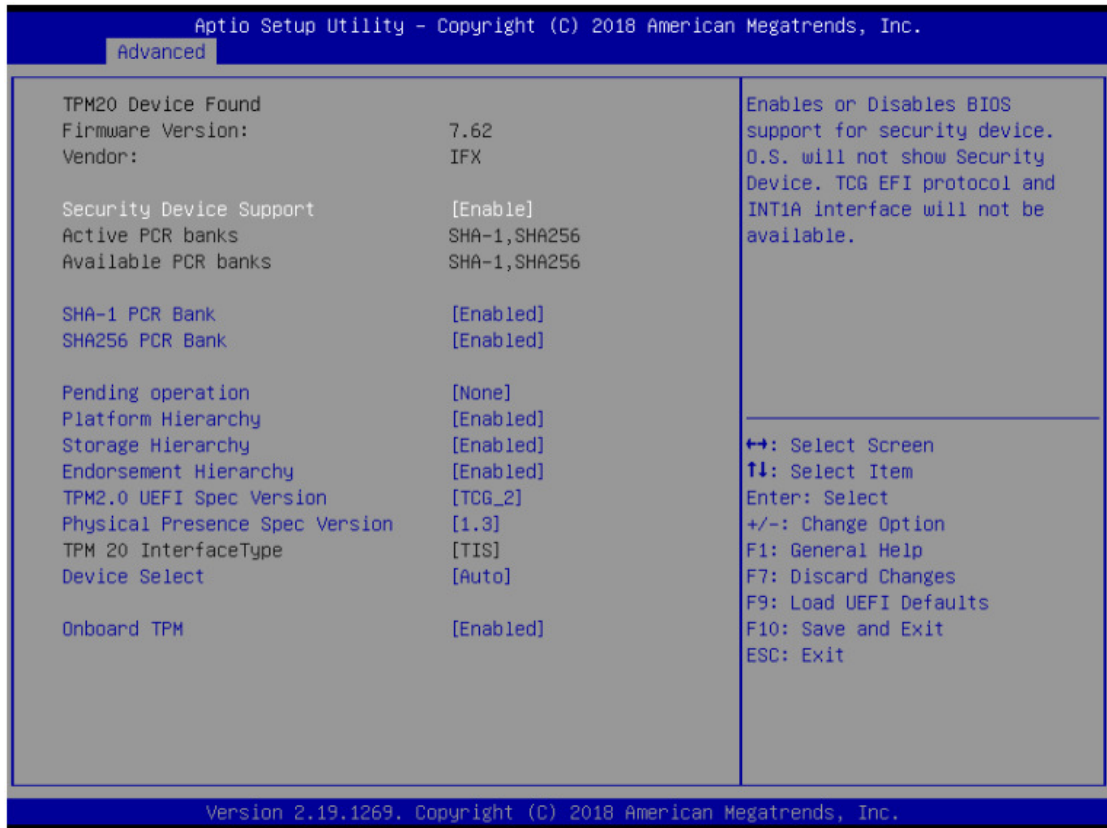 Aptio Setup Utility – Copyright (C) 2018 American Megatrends, Inc.
Advanced
TPM20 Device Found
Firmware Version: 7.62
Vendor: IFX
Security Device Support [Enable]
Active PCR banks SHA-1,SHA256
Available PCR banks SHA-1,SHA256
SHA-1 PCR Bank [Enabled]
SHA256 PCR Bank [Enabled]
Pending operation [None]
Platform Hierarchy [Enabled]
Storage Hierarchy [Enabled]
Endorsement Hierarchy [Enabled]
TPM2.0 UEFI Spec Version [TCG_2]
Physical Presence Spec Version [1.3]
TPM 20 InterfaceType [TIS]
Device Select [Auto]
Onboard TPM [Enabled]
Enables or Disables BIOS
support for security device.
O.S. will not show Security
Device. TCG EFI protocol and
INT1A interface will not be
available.
↔: Select Screen
↑↓: Select Item
Enter: Select
+/-: Change Option
F1: General Help
F7: Discard Changes
F9: Load UEFI Defaults
F10: Save and Exit
ESC: Exit
Version 2.19.1269. Copyright (C) 2018 American Megatrends, Inc.